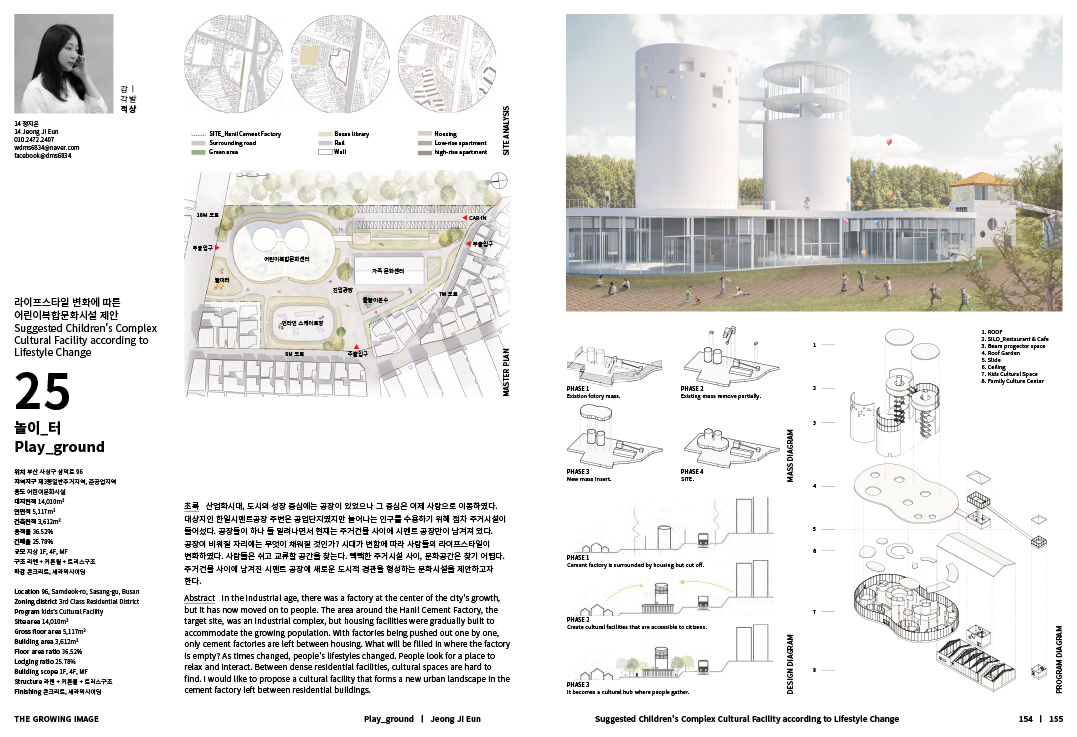 감 |
각 발
적 상
14 정지은
14 Jeong Ji Eun
010.2472.2407
wdms6834@naver.com
facebook@dms6834
라이프스타일 변화에 따른
어린이복합문화시설 제안
Suggested Children's Complex
Cultural Facility according to
Lifestyle Change
25
놀이_터
Play_ground
위치 부산 사상구 삼덕로 96
지역지구 제3종일반주거지역, 준공업지역
용도 어린이문화시설
대지면적 14,010m²
연면적 5,117m²
건축면적 3,612m²
용적률 36.52%
건폐율 25.78%
규모 지상 1F, 4F, MF
구조 라멘 + 커튼월 + 트러스구조
마감 콘크리트, 세라믹사이딩
Location 96, Samdeok-ro, Sasang-gu, Busan
Zoning district 3rd Class Residential District
Program kids's Cultural Facility
Site area 14,010m²
Gross floor area 5,117m²
Building area 3,612m²
Floor area ratio 36.52%
Lodging ratio 25.78%
Building scope 1F, 4F, MF
Structure 라멘 + 커튼월 + 트러스구조
Finishing 콘크리트, 세라믹사이딩
SITE_Hanil Cement Factory
Surrounding road
Green area
Basas library
Rail
Wall
Housing
Low-rise apartment
high-rise apartment
SITE ANALYSIS
18M 도로
CAR IN
부출입구
부출입구
어린이복합문화센터
가족 문화센터
놀이터
진입광장
물놀이분수
7M 도로
인라인 스케이트장
8M 도로
주출입구
MASTER PLAN
초록 산업화시대, 도시의 성장 중심에는 공장이 있었으나 그 중심은 이제 사람으로 이동하였다.
대상지인 한일시멘트공장 주변은 공업단지였지만 늘어나는 인구를 수용하기 위해 점차 주거시설이
들어섰다. 공장들이 하나 둘 밀려나면서 현재는 주거건물 사이에 시멘트 공장만이 남겨져 있다.
공장이 비워질 자리에는 무엇이 채워질 것인가? 시대가 변함에 따라 사람들의 라이프스타일이
변화하였다. 사람들은 쉬고 교류할 공간을 찾는다. 빽빽한 주거시설 사이, 문화공간은 찾기 어렵다.
주거건물 사이에 남겨진 시멘트 공장에 새로운 도시적 경관을 형성하는 문화시설을 제안하고자
한다.
Abstract In the industrial age, there was a factory at the center of the city's growth,
but it has now moved on to people. The area around the Hanil Cement Factory, the
target site, was an industrial complex, but housing facilities were gradually built to
accommodate the growing population. With factories being pushed out one by one,
only cement factories are left between housing. What will be filled in where the factory
is empty? As times changed, people's lifestyles changed. People look for a place to
relax and interact. Between dense residential facilities, cultural spaces are hard to
find. I would like to propose a cultural facility that forms a new urban landscape in the
cement factory left between residential buildings.
THE GROWING IMAGE
Play_ground | Jeong Ji Eun
PHASE 1
Existion fotory mass.
PHASE 2
Existing mass remove partially.
PHASE 3
New mass insert.
PHASE 4
SITE.
MASS DIAGRAM
PHASE 1
Cement factory is surrounded by housing but cut off.
PHASE 2
Create cultural facilities that are accessible to citizens.
PHASE 3
It becomes a cultural hub where people gather.
DESIGN DIAGRAM
1. ROOF
2. SILO_Restaurant & Cafe
3. Beam progector space
4. Roof Garden
5. Slide
6. Ceiling
7. Kids Cultural Space
8. Family Culture Center
1
2
3
4
5
6
7
8
PROGRAM DIAGRAM
Suggested Children's Complex Cultural Facility according to Lifestyle Change
154 | 155